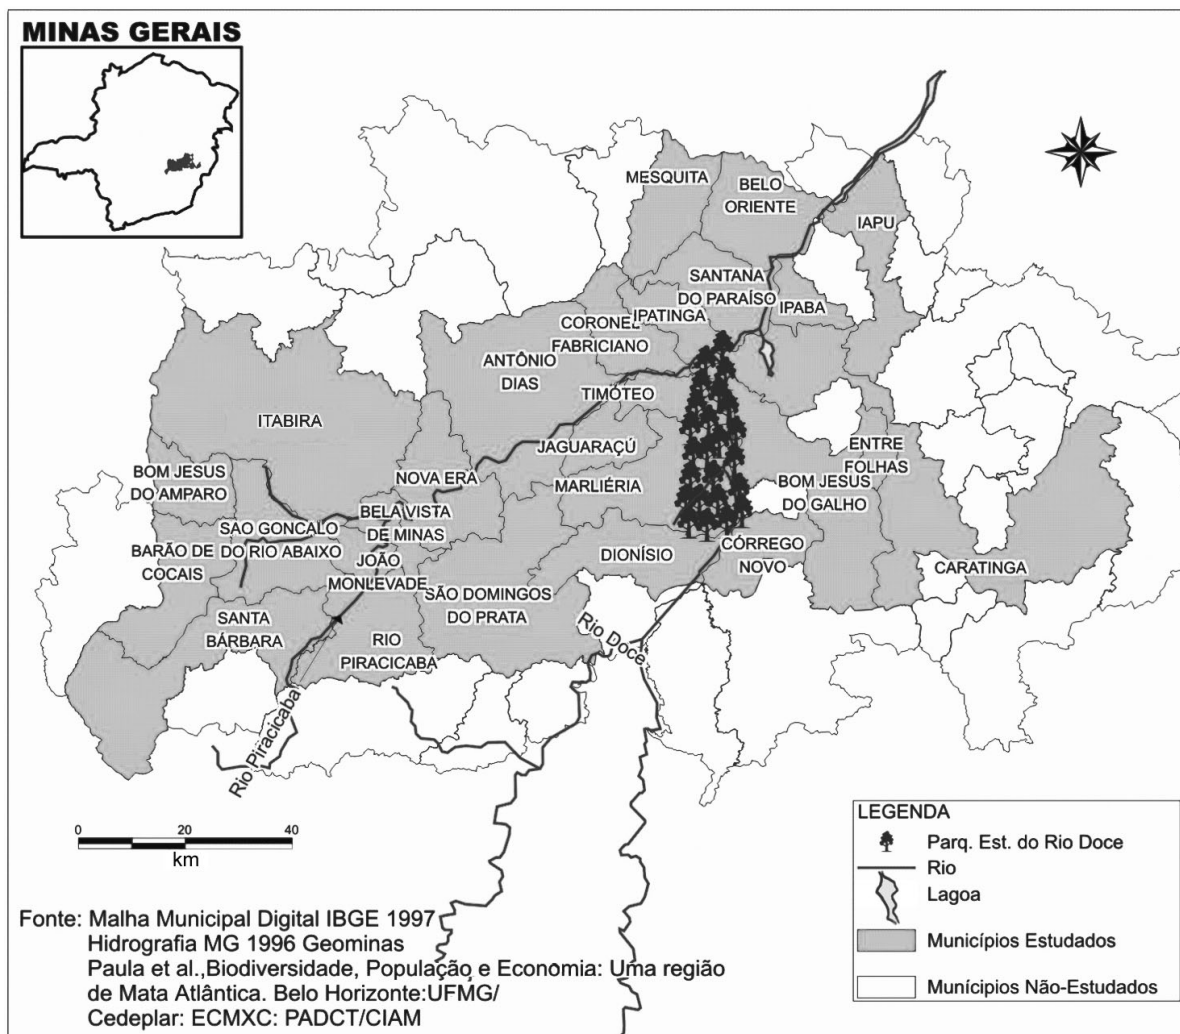 MINAS GERAIS
MESQUITA
BELO
ORIENTE
IAPU
SANTANA
DO PARAÍSO
IPABA
IPATINGA
CORONEL
FABRICIANO
ANTÔNIO
DIAS
TIMÓTEO
ITABIRA
JAGUARAÇÚ
ENTRE
FOLHAS
BOM JESUS
DO AMPARO
NOVA ERA
MARLIÉRIA
BOM JESUS
DO GALHO
BELA VISTA
DE MINAS
SAO GONCALO
DO RIO ABAIXO
BARÃO DE
COCAIS
JOÃO
MONLEVADE
DIONÍSIO
CÓRREGO
NOVO
CARATINGA
SÃO DOMINGOS
DO PRATA
SANTA
BÁRBARA
RIO
PIRACICABA
Rio Doce
Rio Piracicaba
0 20 40
km
LEGENDA
Parq. Est. do Rio Doce
Rio
Lagoa
Municípios Estudados
Munícipios Não-Estudados
Fonte: Malha Municipal Digital IBGE 1997
Hidrografia MG 1996 Geominas
Paula et al.,Biodiversidade, População e Economia: Uma região
de Mata Atlântica. Belo Horizonte:UFMG/
Cedeplar: ECMXC: PADCT/CIAM